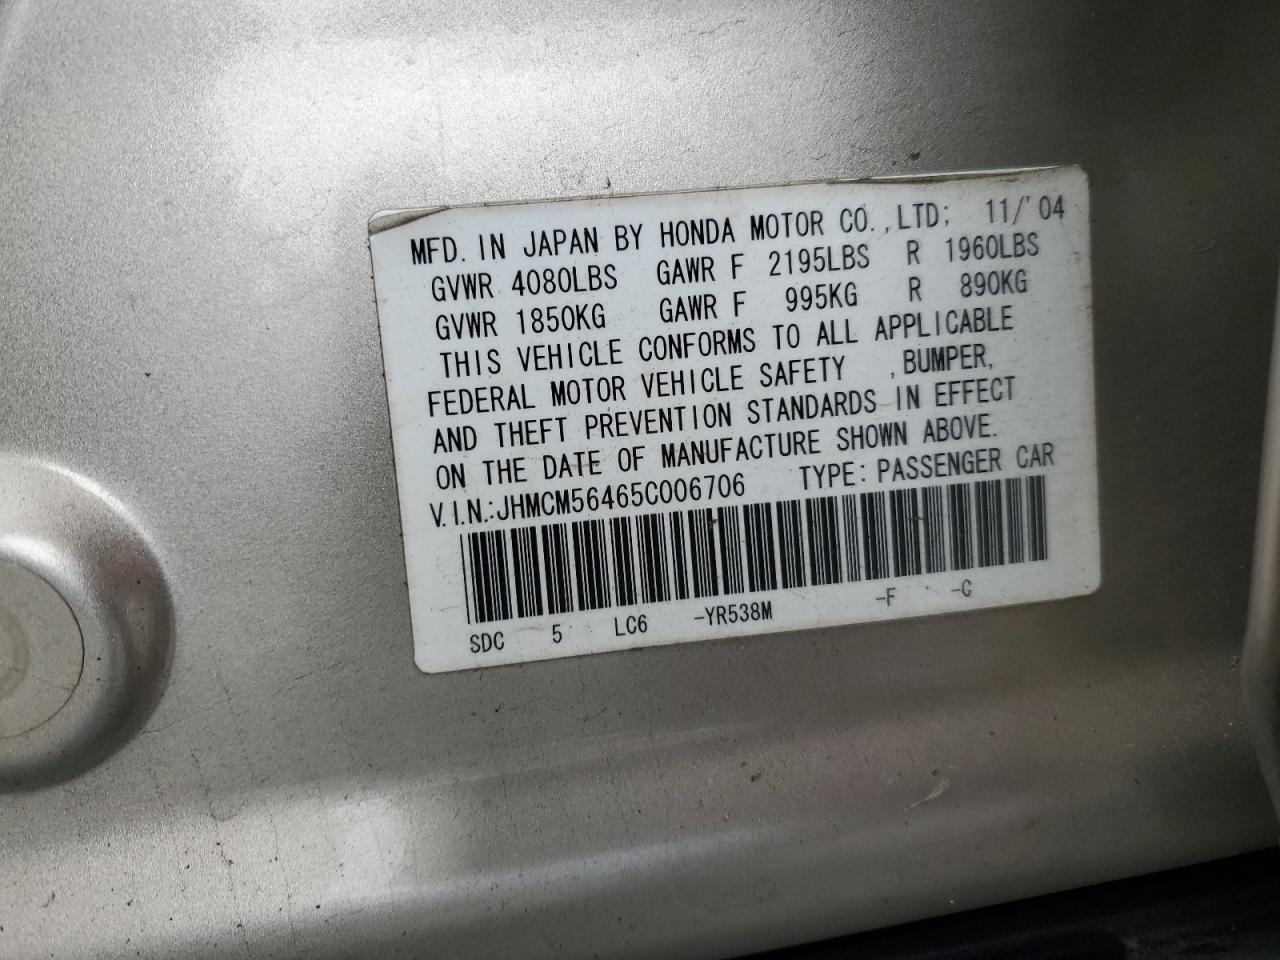 MFD. IN JAPAN BY HONDA MOTOR CO., LTD; 11/'04
GVWR 4080LBS GAWR F 2195LBS R 1960LBS
GVWR 1850KG GAWR F 995KG R 890KG
THIS VEHICLE CONFORMS TO ALL APPLICABLE
FEDERAL MOTOR VEHICLE SAFETY , BUMPER,
AND THEFT PREVENTION STANDARDS IN EFFECT
ON THE DATE OF MANUFACTURE SHOWN ABOVE.
V.I.N.:JHMCM56465C006706 TYPE: PASSENGER CAR
SDC 5 LC6 -YR538M -F -C